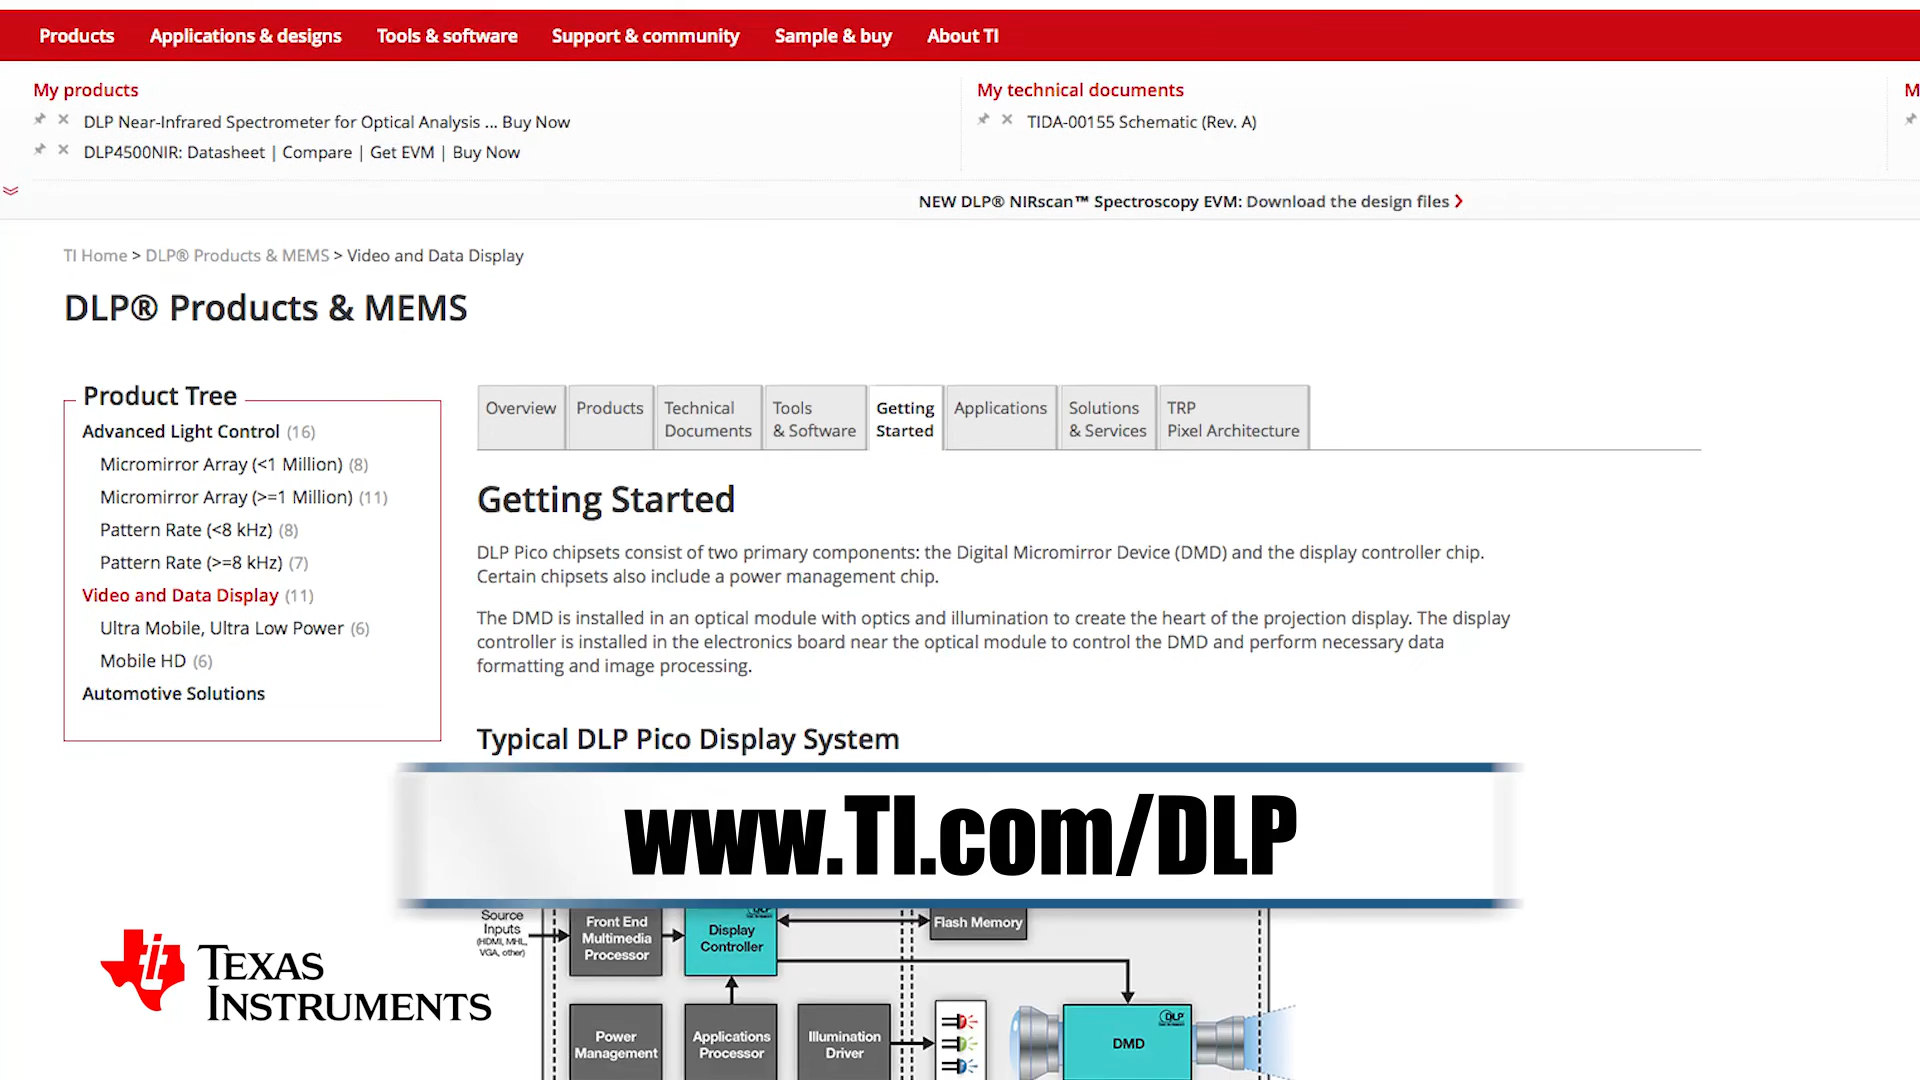 Products Applications & designs Tools & software Support & community Sample & buy About TI
My products
DLP Near-Infrared Spectrometer for Optical Analysis ... Buy Now
DLP4500NIR: Datasheet | Compare | Get EVM | Buy Now
My technical documents
TIDA-00155 Schematic (Rev. A)
M
NEW DLP® NIRscan™ Spectroscopy EVM: Download the design files
TI Home > DLP® Products & MEMS > Video and Data Display
DLP® Products & MEMS
Product Tree
Advanced Light Control (16)
Micromirror Array (<1 Million) (8)
Micromirror Array (>=1 Million) (11)
Pattern Rate (<8 kHz) (8)
Pattern Rate (>=8 kHz) (7)
Video and Data Display (11)
Ultra Mobile, Ultra Low Power (6)
Mobile HD (6)
Automotive Solutions
Overview
Products
Technical
Documents
Tools
& Software
Getting
Started
Applications
Solutions
& Services
TRP
Pixel Architecture
Getting Started
DLP Pico chipsets consist of two primary components: the Digital Micromirror Device (DMD) and the display controller chip.
Certain chipsets also include a power management chip.
The DMD is installed in an optical module with optics and illumination to create the heart of the projection display. The display
controller is installed in the electronics board near the optical module to control the DMD and perform necessary data
formatting and image processing.
Typical DLP Pico Display System
www.TI.com/DLP
Source
Inputs
(HDMI, MHL,
VGA, other)
Front End
Multimedia
Processor
Display
Controller
Flash Memory
Power
Management
Applications
Processor
Illumination
Driver
DLP
DMD
TEXAS
INSTRUMENTS